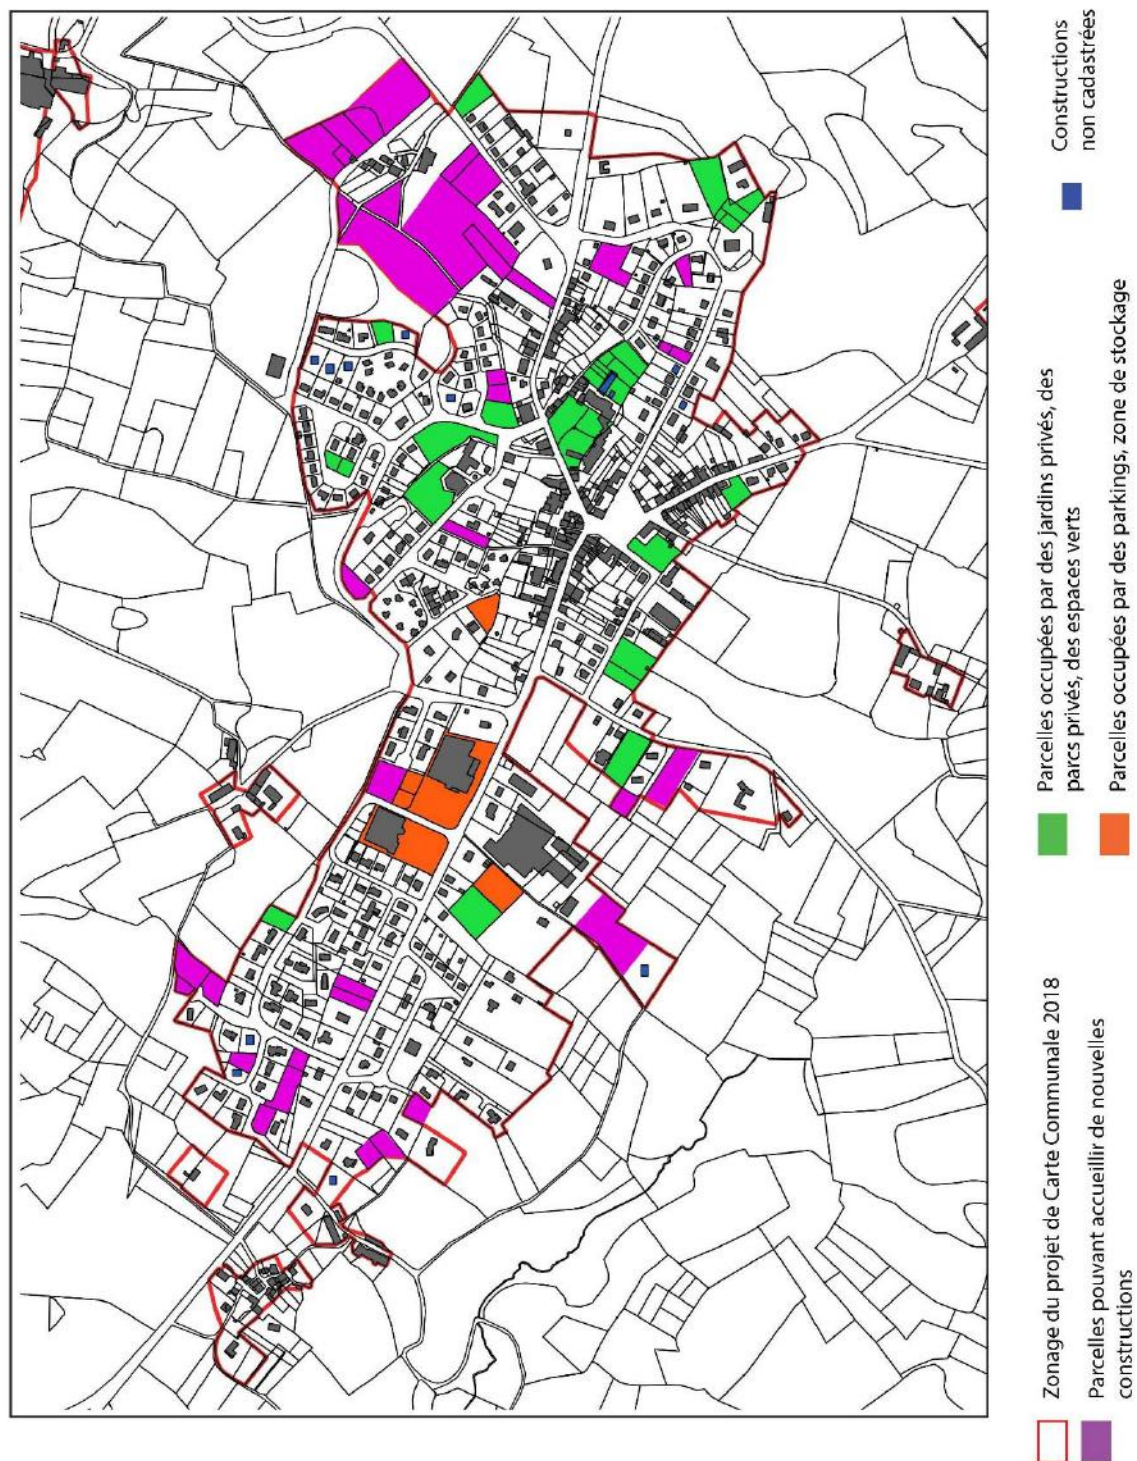 Zonage du projet de Carte Communale 2018
Parcelles pouvant accueillir de nouvelles
constructions
Parcelles occupées par des jardins privés, des
parcs privés, des espaces verts
Parcelles occupées par des parkings, zone de stockage
Constructions
non cadastrées